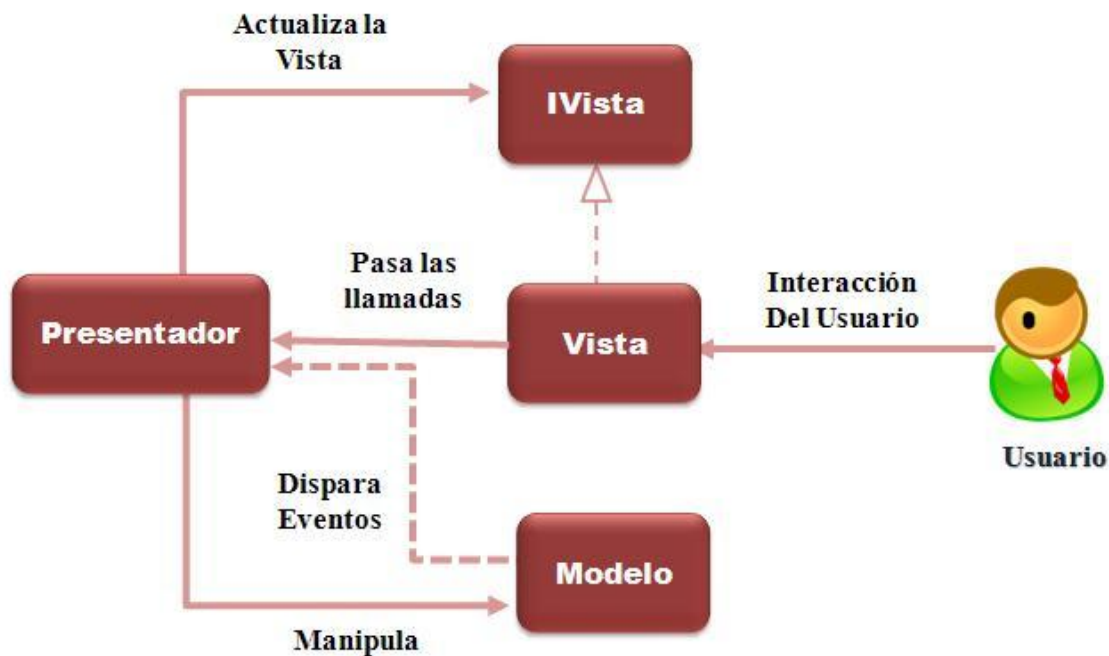 Actualiza la
Vista
IVista
Pasa las
llamadas
Interacción
Del Usuario
Presentador
Vista
Usuario
Dispara
Eventos
Modelo
Manipula